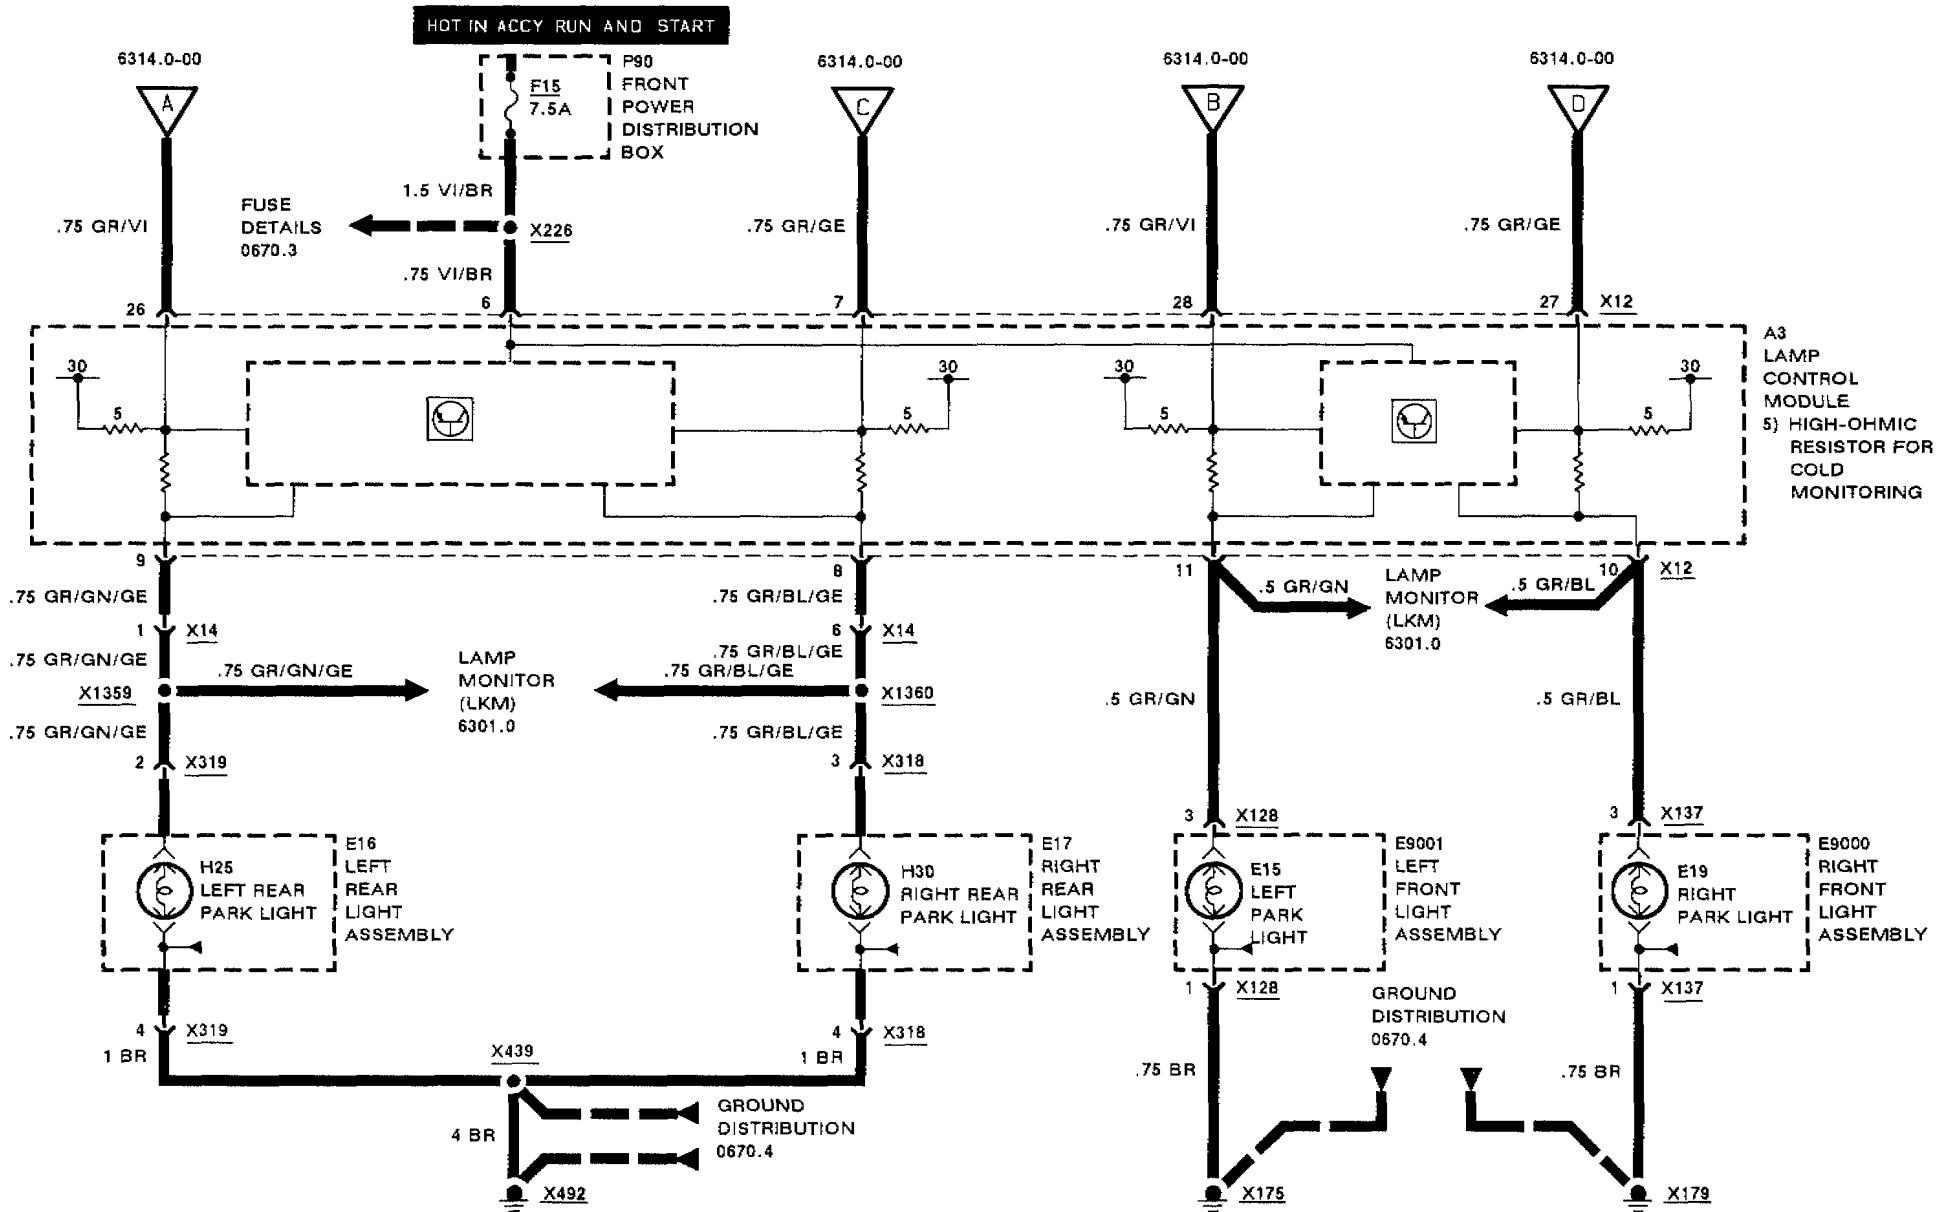 HOT IN ACCY RUN AND START
6314.0-00
P90
FRONT
POWER
DISTRIBUTION
BOX
6314.0-00
6314.0-00
6314.0-00
A
F15
7.5A
C
B
D
1.5 VI/BR
FUSE
DETAILS
0670.3
X226
.75 GR/VI
.75 GR/GE
.75 GR/VI
.75 GR/GE
.75 VI/BR
26
6
7
28
27
X12
A3
LAMP
CONTROL
MODULE
5) HIGH-OHMIC
RESISTOR FOR
COLD
MONITORING
30
30
30
30
5
5
5
5
9
8
11
10
X12
.75 GR/GN/GE
.75 GR/BL/GE
.5 GR/GN
LAMP
MONITOR
(LKM)
6301.0
.5 GR/BL
1
X14
6
X14
.75 GR/GN/GE
.75 GR/BL/GE
X1359
.75 GR/GN/GE
LAMP
MONITOR
(LKM)
6301.0
.75 GR/BL/GE
X1360
.5 GR/GN
.5 GR/BL
.75 GR/GN/GE
.75 GR/BL/GE
2
X319
3
X318
3
X128
3
X137
H25
LEFT REAR
PARK LIGHT
E16
LEFT
REAR
LIGHT
ASSEMBLY
H30
RIGHT REAR
PARK LIGHT
E17
RIGHT
REAR
LIGHT
ASSEMBLY
E15
LEFT
PARK
LIGHT
E9001
LEFT
FRONT
LIGHT
ASSEMBLY
E19
RIGHT
PARK LIGHT
E9000
RIGHT
FRONT
LIGHT
ASSEMBLY
1
X128
1
X137
4
X319
4
X318
GROUND
DISTRIBUTION
0670.4
1 BR
X439
1 BR
.75 BR
.75 BR
4 BR
GROUND
DISTRIBUTION
0670.4
X492
X175
X179